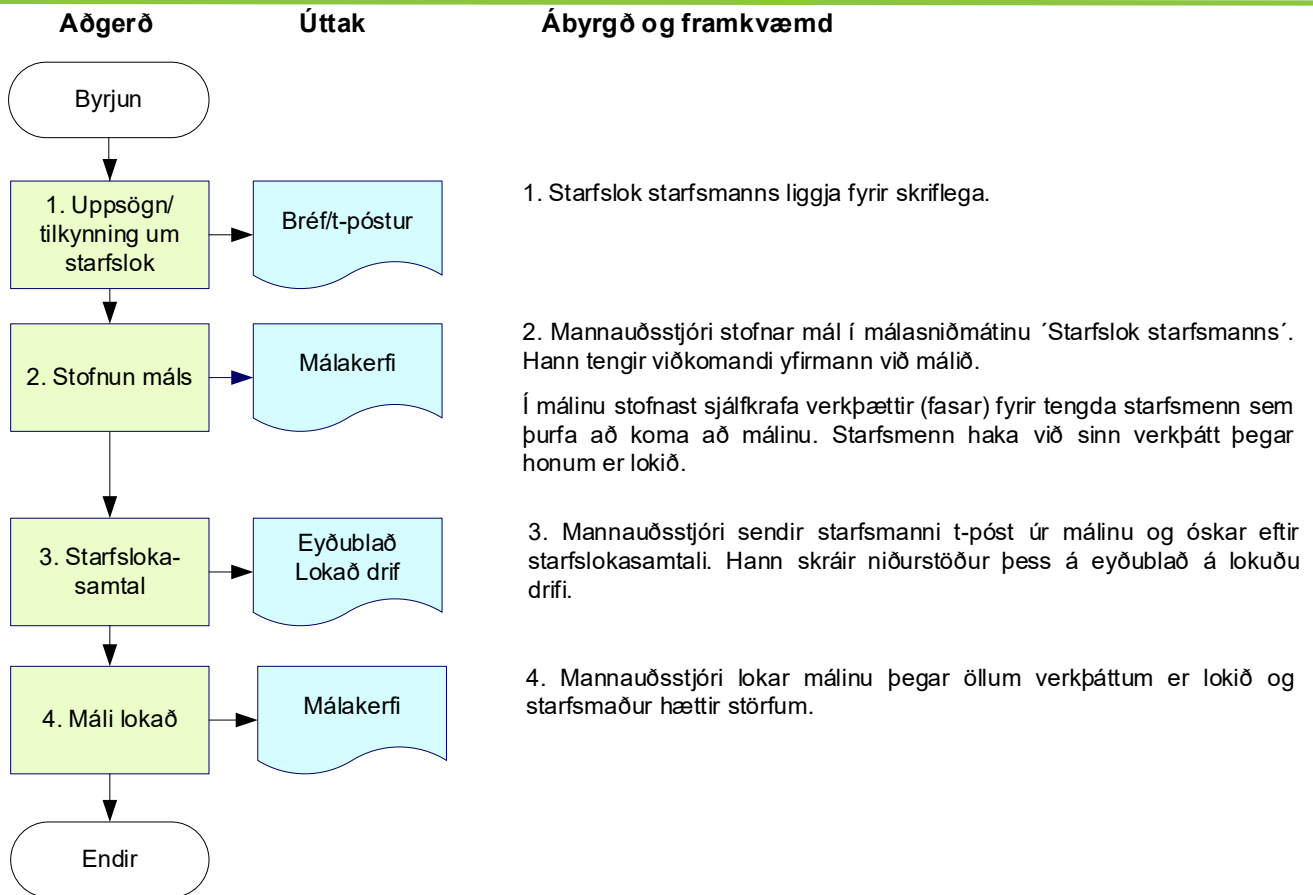 Aðgerð Úttak Ábyrgð og framkvæmd
Byrjun
1. Uppsögn/
tilkynning um
starfslok
Bréf/t-póstur
1. Starfslok starfsmanns liggja fyrir skriflega.
2. Stofnun máls
Málakerfi
2. Mannauðsstjóri stofnar mál í málasniðmátinu ´Starfslok starfsmanns´.
Hann tengir viðkomandi yfirmann við málið.
Í málinu stofnast sjálfkrafa verkþættir (fasar) fyrir tengda starfsmenn sem
þurfa að koma að málinu. Starfsmenn haka við sinn verkþátt þegar
honum er lokið.
3. Starfsloka-
samtal
Eyðublað
Lokað drif
3. Mannauðsstjóri sendir starfsmanni t-póst úr málinu og óskar eftir
starfslokasamtali. Hann skráir niðurstöður þess á eyðublað á lokuðu
drifi.
4. Máli lokað
Málakerfi
4. Mannauðsstjóri lokar málinu þegar öllum verkþáttum er lokið og
starfsmaður hættir störfum.
Endir